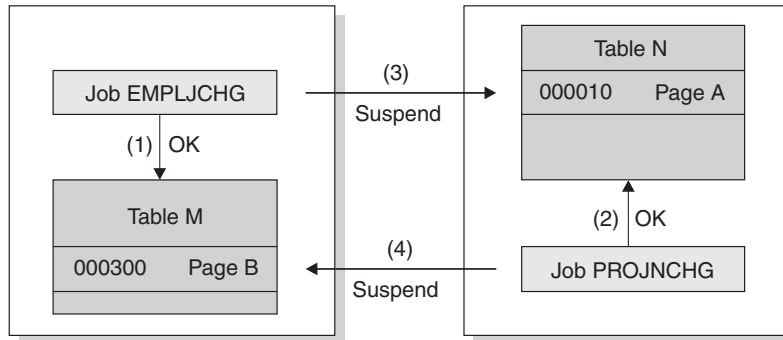 Job EMPLJCHG
(1) OK
Table M
000300 Page B
(3)
Suspend
(4)
Suspend
Table N
000010 Page A
(2) OK
Job PROJNCHG